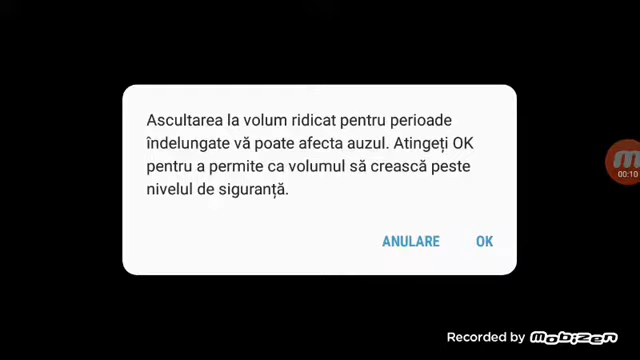 Ascultarea la volum ridicat pentru perioade
îndelungate vă poate afecta auzul. Atingeți OK
pentru a permite ca volumul să crească peste
nivelul de siguranță.
ANULARE OK
00:10
Recorded by mobizen